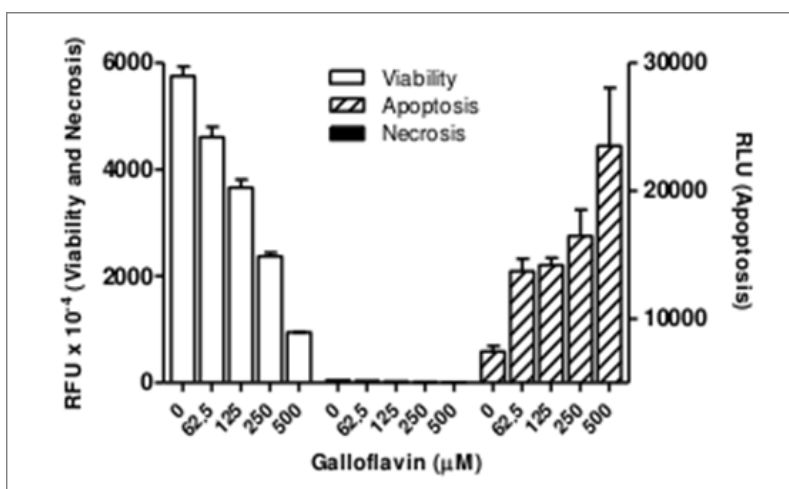 RFU x 10⁻⁴ (Viability and Necrosis)
6000
4000
2000
0
Viability
Apoptosis
Necrosis
30000
20000
10000
RLU (Apoptosis)
0 62,5 125 250 500 0 62,5 125 250 500 0 62,5 125 250 500
Galloflavin (μM)